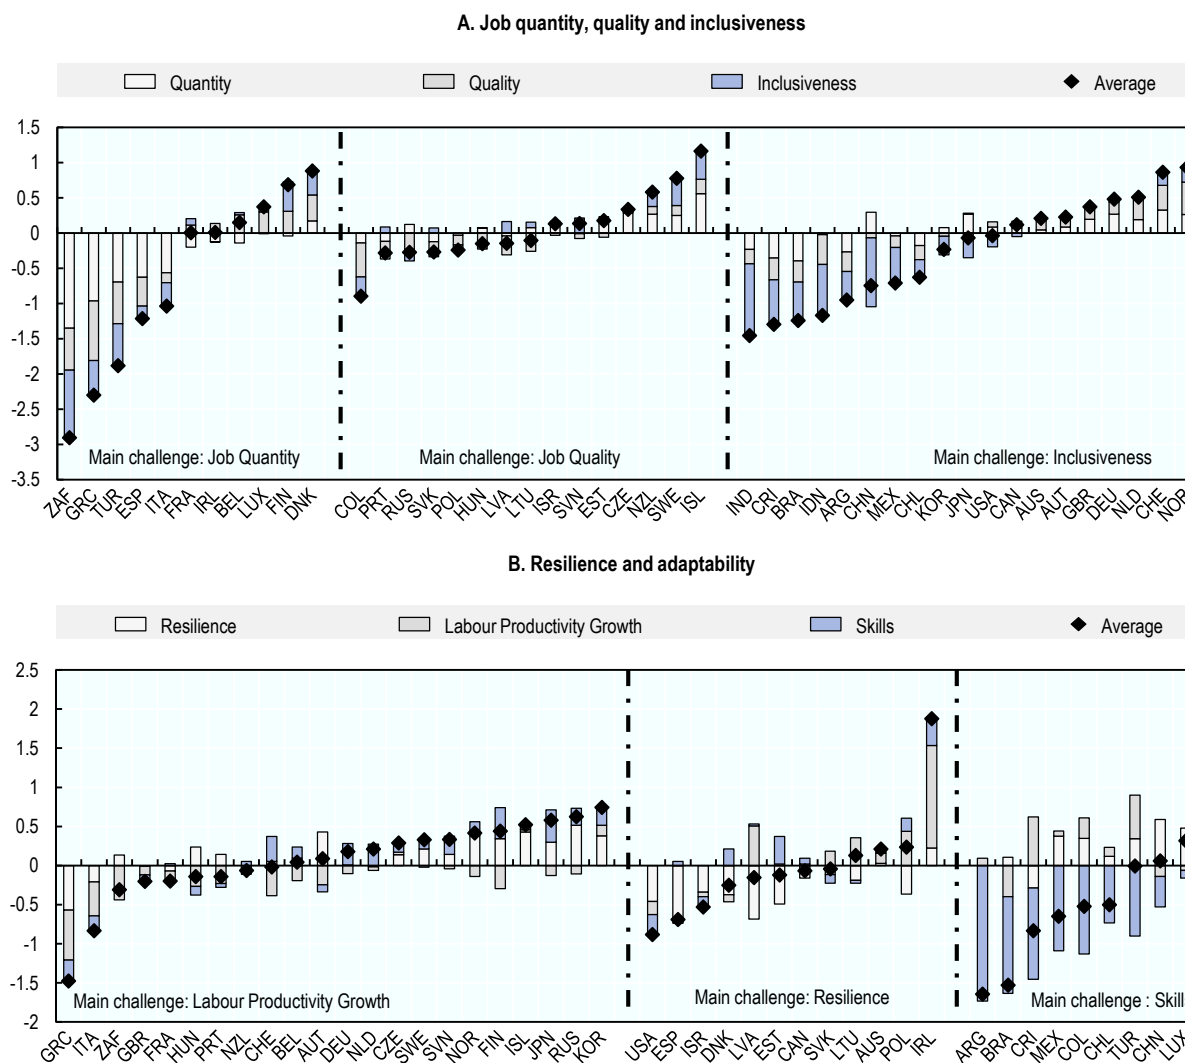 A. Job quantity, quality and inclusiveness
Quantity Quality Inclusiveness Average
1.5
1
0.5
0
-0.5
-1
-1.5
-2
-2.5
-3
-3.5
Main challenge: Job Quantity Main challenge: Job Quality Main challenge: Inclusiveness
ZAF GRC TUR ESP ITA FRA IRL BEL LUX FIN DNK COL PRT RUS SVK POL HUN LVA LTU ISR SVN EST CZE NZL SWE ISL IND CRI BRA IDN ARG CHN MEX CHL KOR JPN USA CAN AUS AUT GBR DEU NLD CHE NOR
B. Resilience and adaptability
Resilience Labour Productivity Growth Skills Average
2.5
2
1.5
1
0.5
0
-0.5
-1
-1.5
-2
Main challenge: Labour Productivity Growth Main challenge: Resilience Main challenge : Skills
GRC ITA ZAF GBR FRA HUN PRT NZL CHE BEL AUT DEU NLD CZE SWE SVN NOR FIN ISL JPN RUS KOR USA ESP ISR DNK LVA EST CAN SVK LTU AUS POL IRL ARG BRA CRI MEX COL CHL TUR CHN LUX